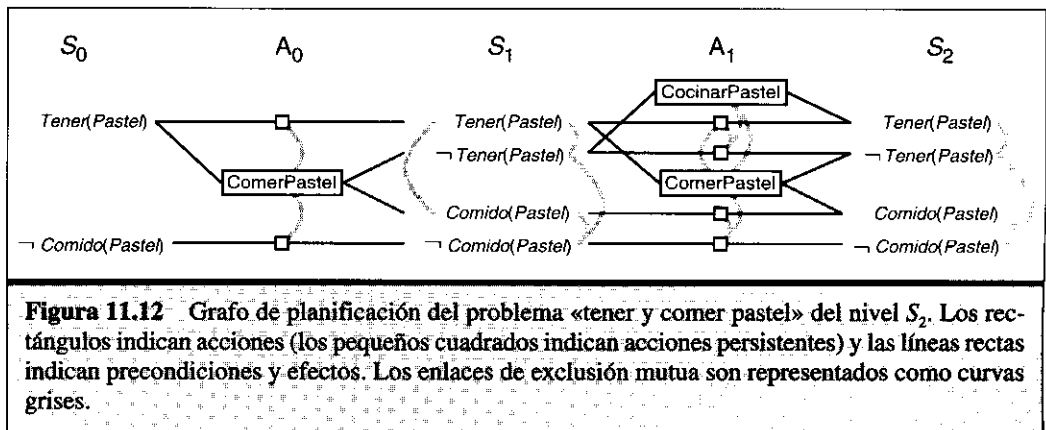 S0 A0 S1 A1 S2
CocinarPastel
Tener(Pastel) Tener(Pastel) Tener(Pastel)
¬ Tener(Pastel) ¬ Tener(Pastel)
ComerPastel ComerPastel
Comido(Pastel) Comido(Pastel)
¬ Comido(Pastel) ¬ Comido(Pastel) ¬ Comido(Pastel)
Figura 11.12 Grafo de planificación del problema «tener y comer pastel» del nivel S2. Los rec-
tángulos indican acciones (los pequeños cuadrados indican acciones persistentes) y las líneas rectas
indican precondiciones y efectos. Los enlaces de exclusión mutua son representados como curvas
grises.